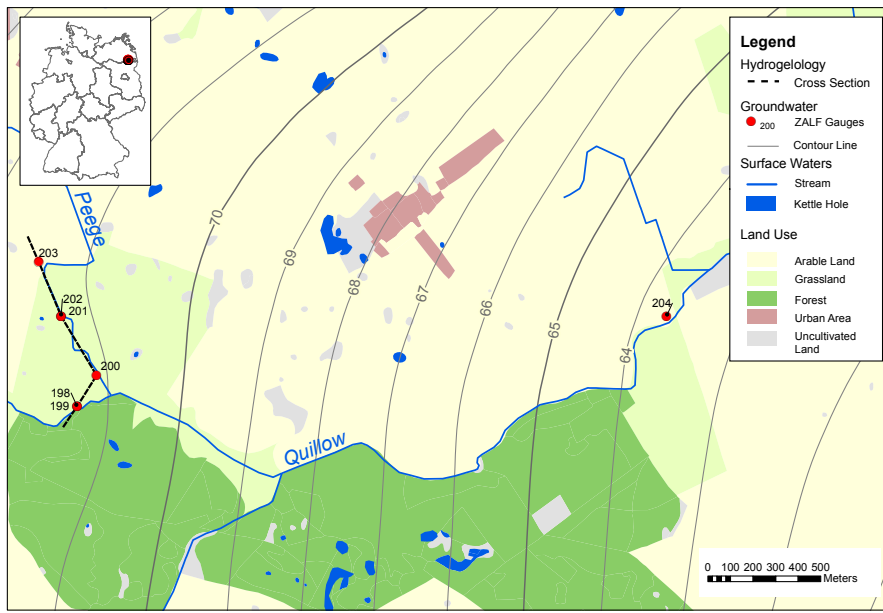 Legend
Hydrogelology
Cross Section
Groundwater
200 ZALF Gauges
Contour Line
Surface Waters
Stream
Kettle Hole
Land Use
Arable Land
Grassland
Forest
Urban Area
Uncultivated
Land
Peege
70
69
68
67
66
65
64
203
202
201
200
198
199
204
Quillow
0 100 200 300 400 500
Meters